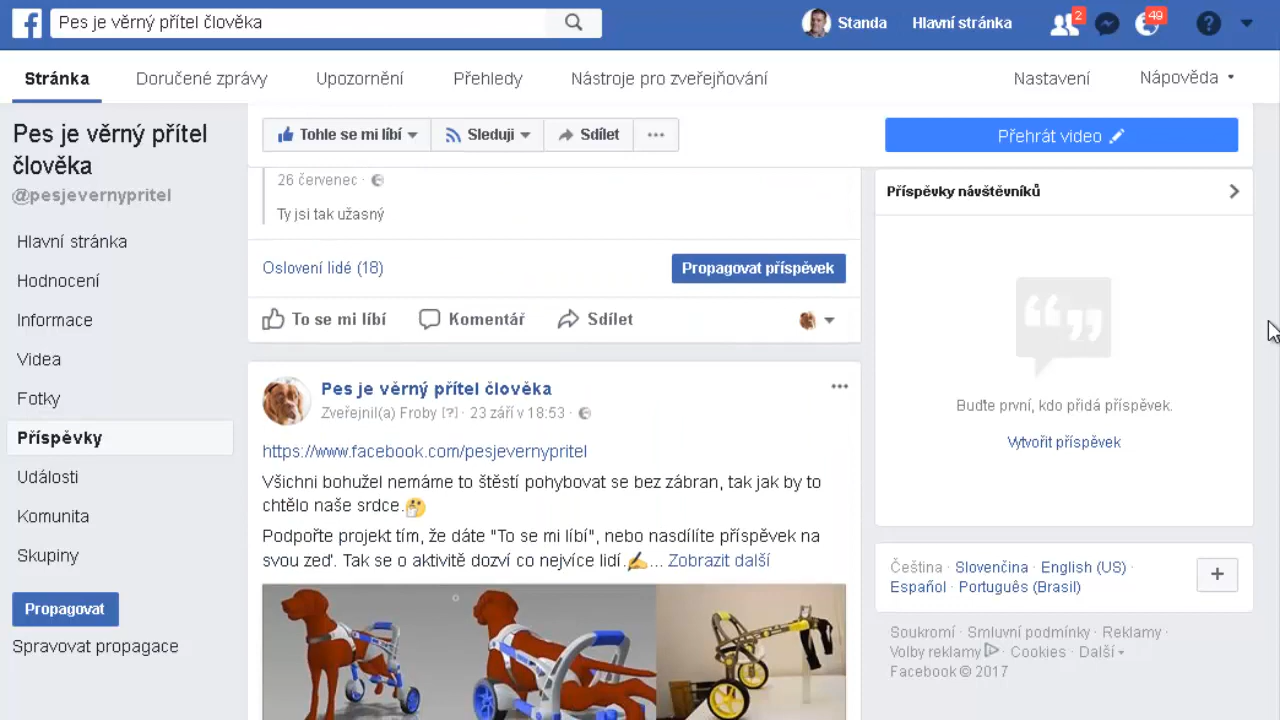 Pes je věrný přítel člověka
Standa
Hlavní stránka
2
49
Stránka
Doručené zprávy
Upozornění
Přehledy
Nástroje pro zveřejňování
Nastavení
Nápověda
Pes je věrný přítel
člověka
@pesjevernypritel
Hlavní stránka
Hodnocení
Informace
Videa
Fotky
Příspěvky
Události
Komunita
Skupiny
Propagovat
Spravovat propagace
Tohle se mi líbí
Sleduji
Sdílet
Přehrát video
26 červenec ·
Ty jsi tak užasný
Oslovení lidé (18)
Propagovat příspěvek
To se mi líbí
Komentář
Sdílet
Pes je věrný přítel člověka
Zveřejnil(a) Froby [?] · 23 září v 18:53 ·
https://www.facebook.com/pesjevernypritel
Všichni bohužel nemáme to štěstí pohybovat se bez zábran, tak jak by to
chtělo naše srdce.🤔
Podpořte projekt tím, že dáte "To se mi líbí", nebo nasdílíte příspěvek na
svou zeď. Tak se o aktivitě dozví co nejvíce lidí.✍... Zobrazit další
Příspěvky návštěvníků
Buďte první, kdo přidá příspěvek.
Vytvořit příspěvek
Čeština · Slovenčina · English (US) ·
Español · Português (Brasil)
Soukromí · Smluvní podmínky · Reklamy ·
Volby reklamy · Cookies · Další
Facebook © 2017